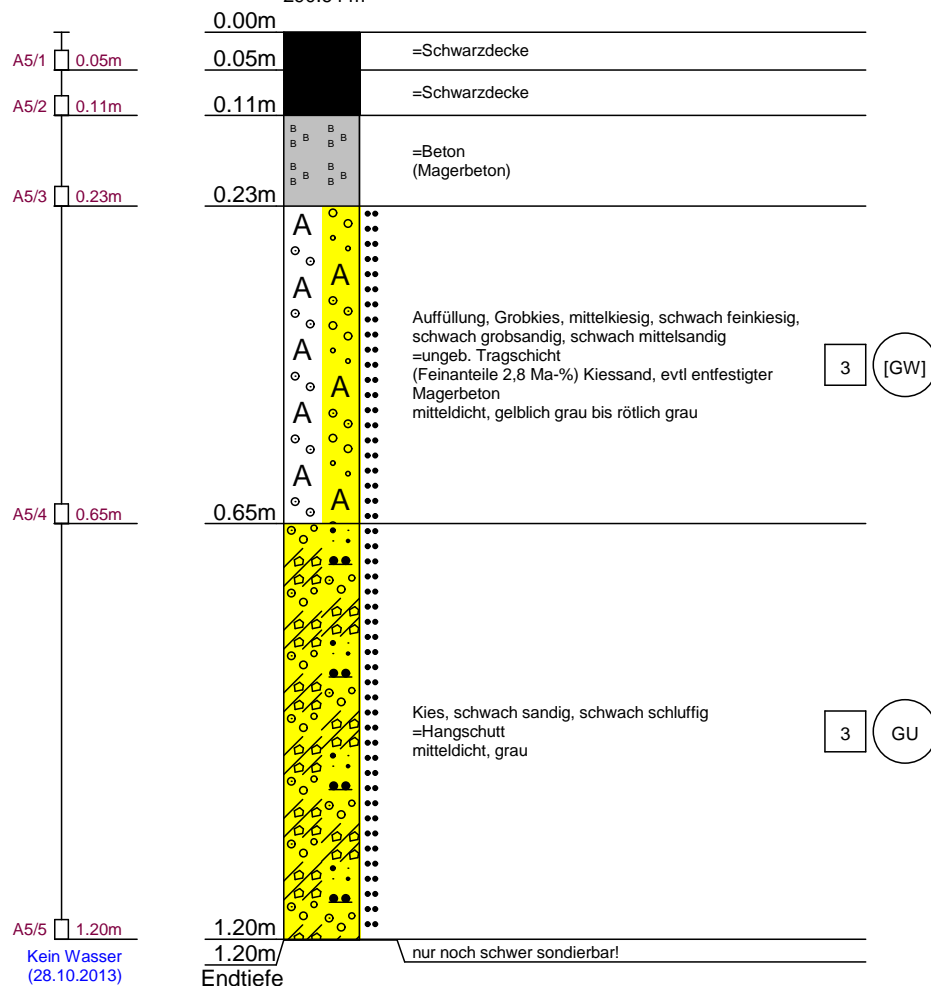 0.00m
A5/1 0.05m 0.05m =Schwarzdecke
A5/2 0.11m 0.11m =Schwarzdecke
B B B B B B
B B B B B B
=Beton
(Magerbeton)
A5/3 0.23m 0.23m
A
A
A
A
A
A
A
A
A
Auffüllung, Grobkies, mittelkiesig, schwach feinkiesig,
schwach grobsandig, schwach mittelsandig
=ungeb. Tragschicht
(Feinanteile 2,8 Ma-%) Kiessand, evtl entfestigter
Magerbeton
mitteldicht, gelblich grau bis rötlich grau
3 [GW]
A5/4 0.65m 0.65m
Kies, schwach sandig, schwach schluffig
=Hangschutt
mitteldicht, grau
3 GU
A5/5 1.20m 1.20m
Kein Wasser
(28.10.2013)
1.20m
Endtiefe
nur noch schwer sondierbar!